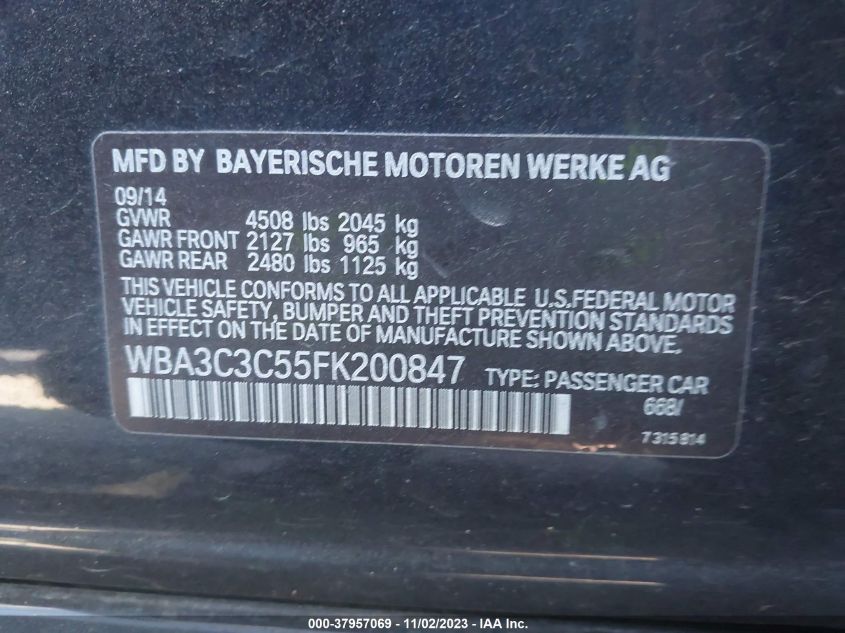 MFD BY BAYERISCHE MOTOREN WERKE AG
09/14
GVWR 4508 lbs 2045 kg
GAWR FRONT 2127 lbs 965 kg
GAWR REAR 2480 lbs 1125 kg
THIS VEHICLE CONFORMS TO ALL APPLICABLE U.S.FEDERAL MOTOR
VEHICLE SAFETY, BUMPER AND THEFT PREVENTION STANDARDS
IN EFFECT ON THE DATE OF MANUFACTURE SHOWN ABOVE.
WBA3C3C55FK200847 TYPE: PASSENGER CAR
668/
7315814
000-37957069 - 11/02/2023 - IAAI.COM